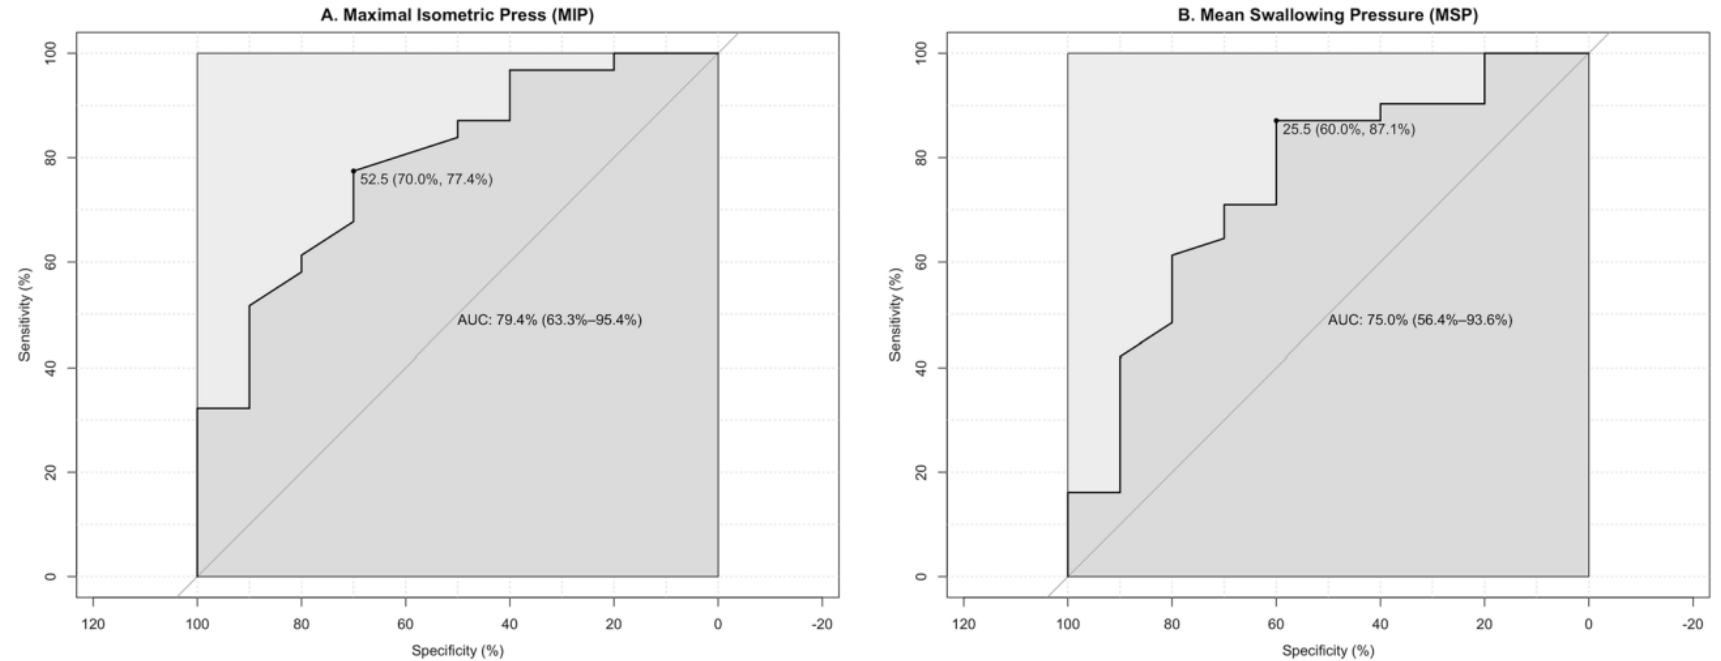 A. Maximal Isometric Press (MIP)
Sensitivity (%)
100
80
60
40
20
0
52.5 (70.0%, 77.4%)
AUC: 79.4% (63.3%–95.4%)
120 100 80 60 40 20 0 -20
Specificity (%)
B. Mean Swallowing Pressure (MSP)
Sensitivity (%)
100
80
60
40
20
0
25.5 (60.0%, 87.1%)
AUC: 75.0% (56.4%–93.6%)
120 100 80 60 40 20 0 -20
Specificity (%)